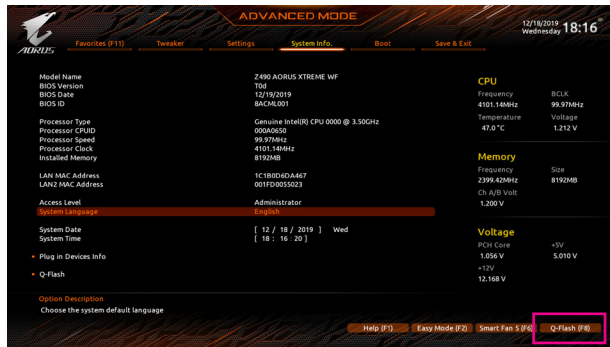 ADVANCED MODE
12/18/2019 Wednesday 18:16
AORUS
Favorites (F11) Tweaker Settings System Info. Boot Save & Exit
Model Name Z490 AORUS XTREME WF
BIOS Version T0d
BIOS Date 12/19/2019
BIOS ID 8ACML001
Processor Type Genuine Intel(R) CPU 0000 @ 3.50GHz
Processor CPUID 000A0650
Processor Speed 99.97MHz
Processor Clock 4101.14MHz
Installed Memory 8192MB
LAN MAC Address 1C1B0D6DA467
LAN2 MAC Address 001FD0055023
Access Level Administrator
System Language English
System Date [ 12 / 18 / 2019 ] Wed
System Time [ 18 : 16 : 20 ]
Plug in Devices Info
Q-Flash
Option Description
Choose the system default language
CPU
Frequency BCLK
4101.14MHz 99.97MHz
Temperature Voltage
47.0 °C 1.212 V
Memory
Frequency Size
2399.42MHz 8192MB
Ch A/B Volt
1.200 V
Voltage
PCH Core +5V
1.056 V 5.010 V
+12V
12.168 V
Help (F1) Easy Mode (F2) Smart Fan 5 (F6) Q-Flash (F8)